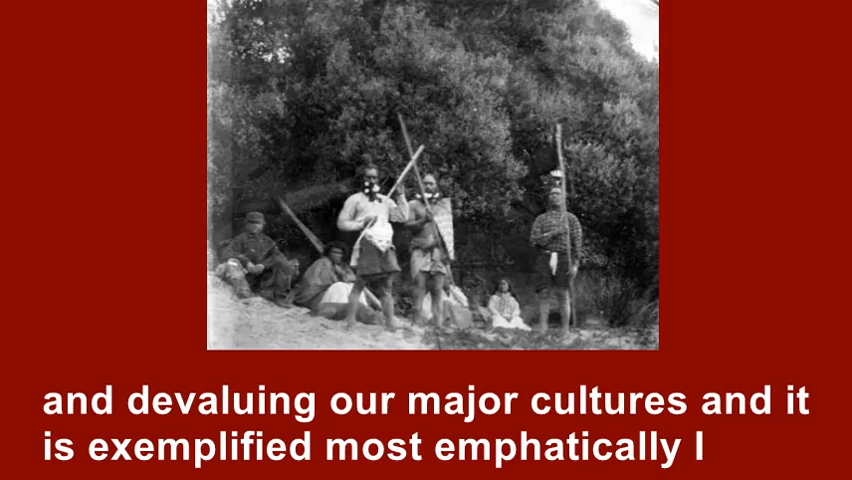 and devaluing our major cultures and it
is exemplified most emphatically I